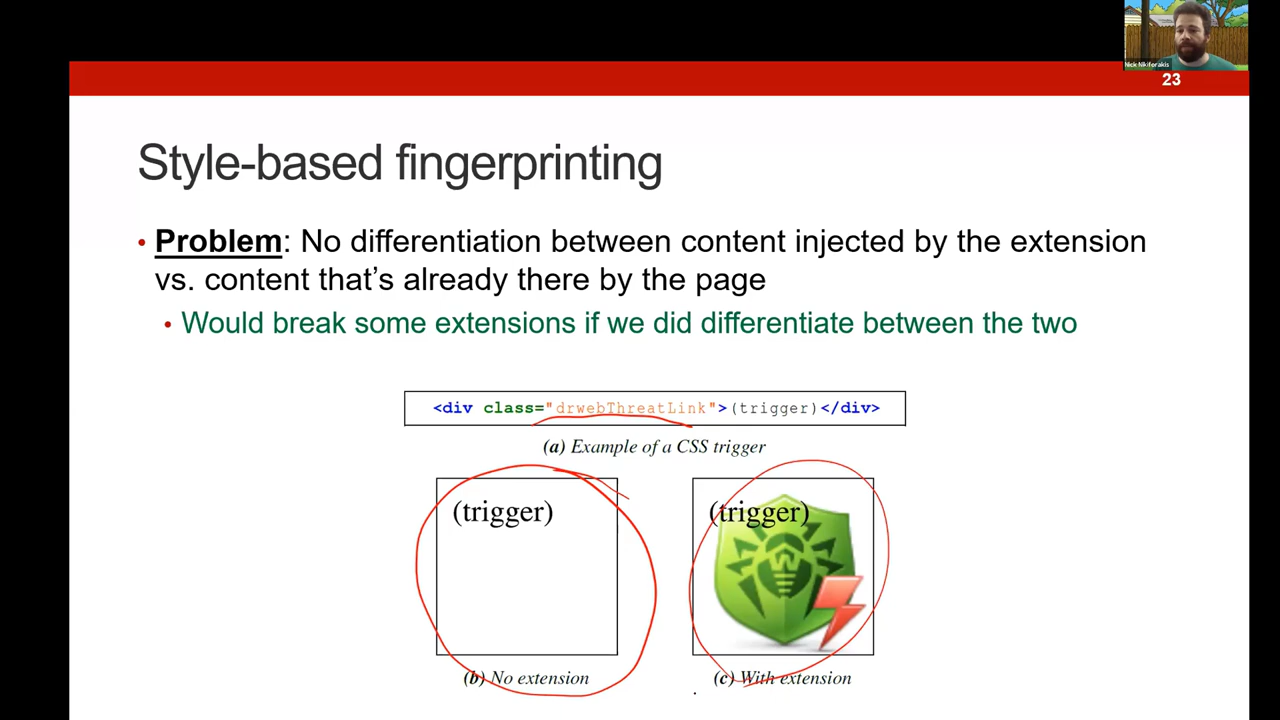 Nick Nikiforakis
23
Style-based fingerprinting
• Problem: No differentiation between content injected by the extension
vs. content that's already there by the page
• Would break some extensions if we did differentiate between the two
<div class="drwebThreatLink">(trigger)</div>
(a) Example of a CSS trigger
(trigger)
(trigger)
(b) No extension
(c) With extension